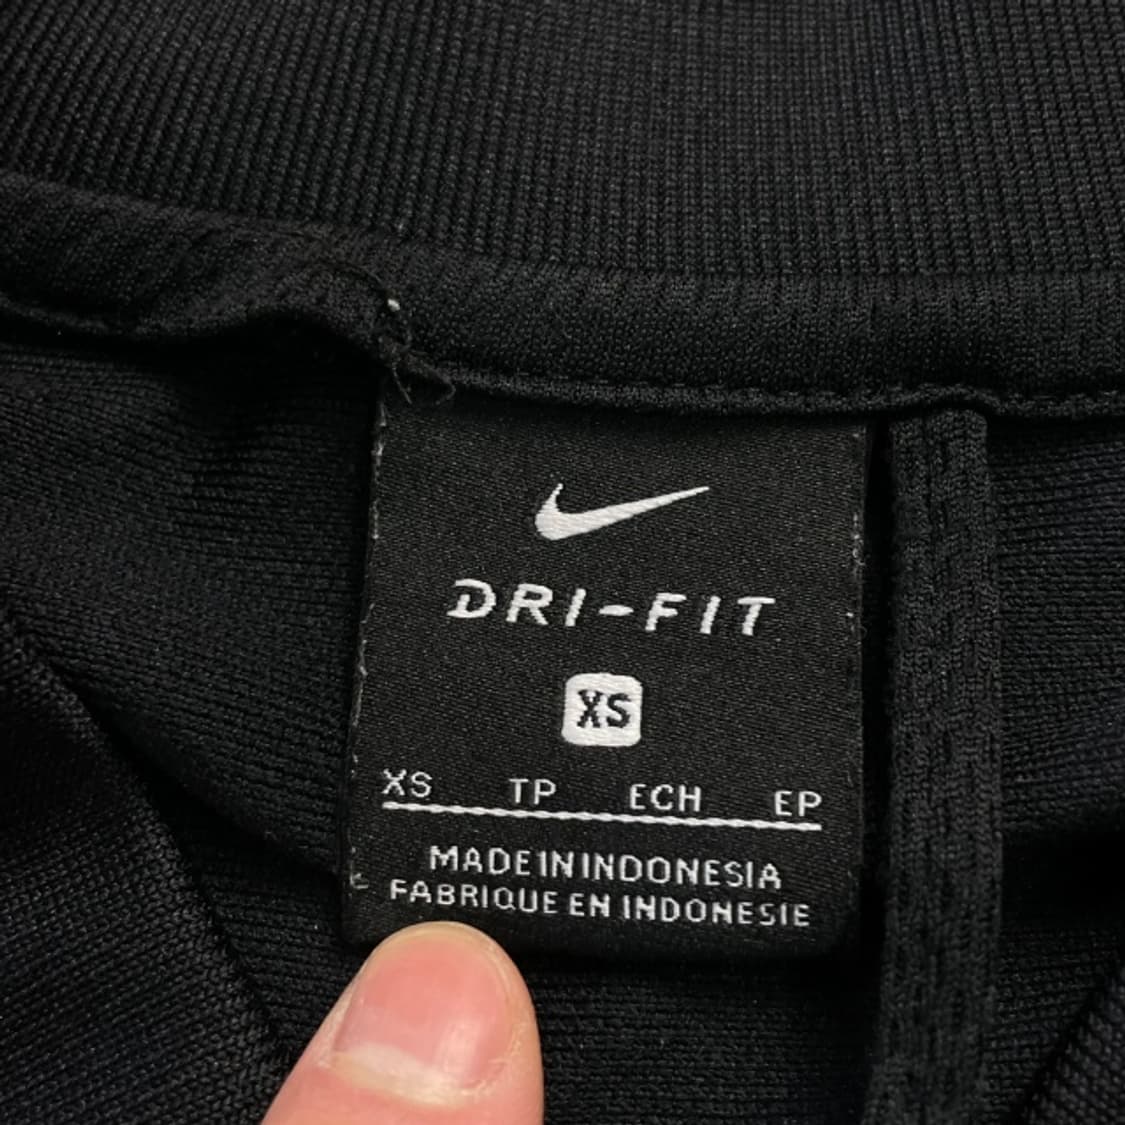 DRI-FIT
XS
XS TP ECH EP
MADE IN INDONESIA
FABRIQUE EN INDONESIE